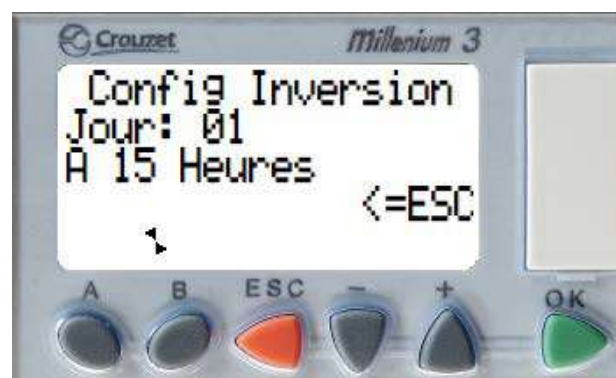 Crouzet Millenium 3
Config Inversion
Jour: 01
A 15 Heures
<=ESC
A B ESC - + OK